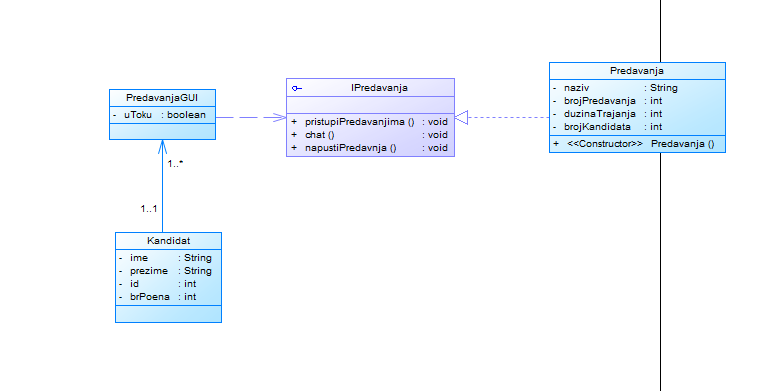 PredavanjaGUI
- uToku : boolean
IPredavanja
+ pristupiPredavanjima () : void
+ chat () : void
+ napustiPredavnja () : void
Predavanja
- naziv : String
- brojPredavanja : int
- duzinaTrajanja : int
- brojKandidata : int
+ <<Constructor>> Predavanja ()
1..*
1..1
Kandidat
- ime : String
- prezime : String
- id : int
- brPoena : int